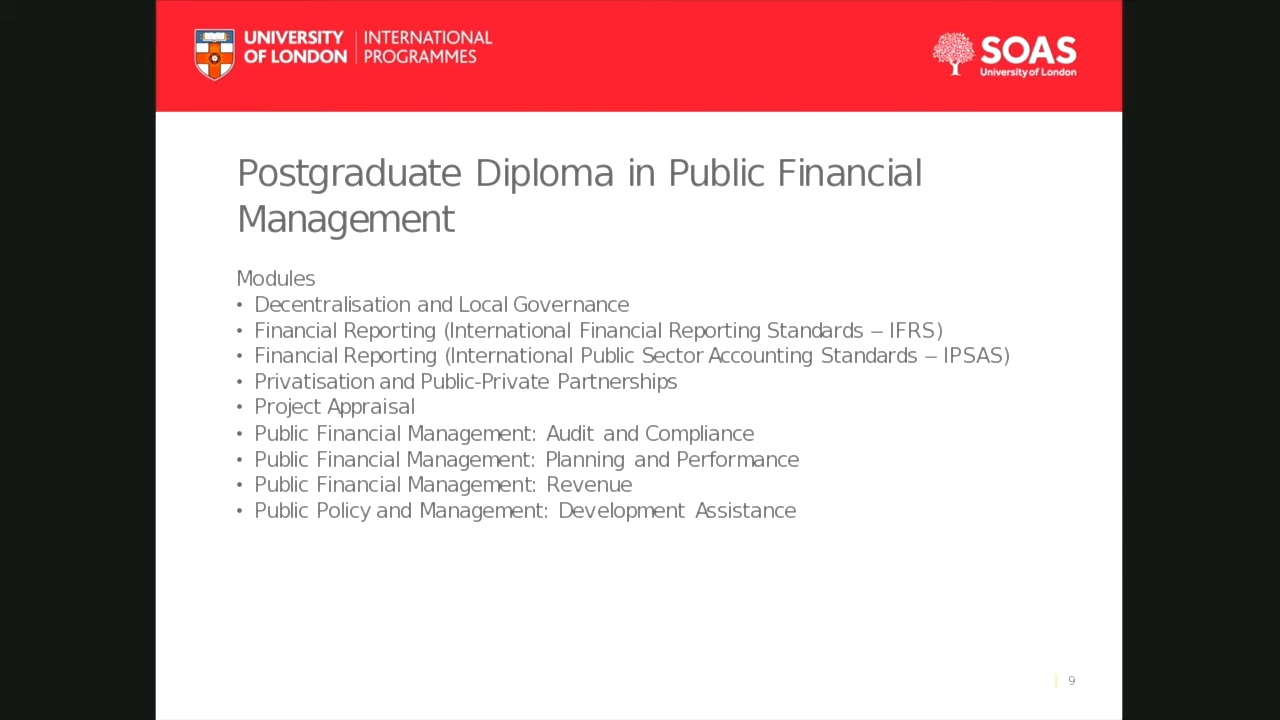 UNIVERSITY OF LONDON | INTERNATIONAL PROGRAMMES
SOAS
University of London
Postgraduate Diploma in Public Financial
Management
Modules
• Decentralisation and Local Governance
• Financial Reporting (International Financial Reporting Standards – IFRS)
• Financial Reporting (International Public Sector Accounting Standards – IPSAS)
• Privatisation and Public-Private Partnerships
• Project Appraisal
• Public Financial Management: Audit and Compliance
• Public Financial Management: Planning and Performance
• Public Financial Management: Revenue
• Public Policy and Management: Development Assistance
9